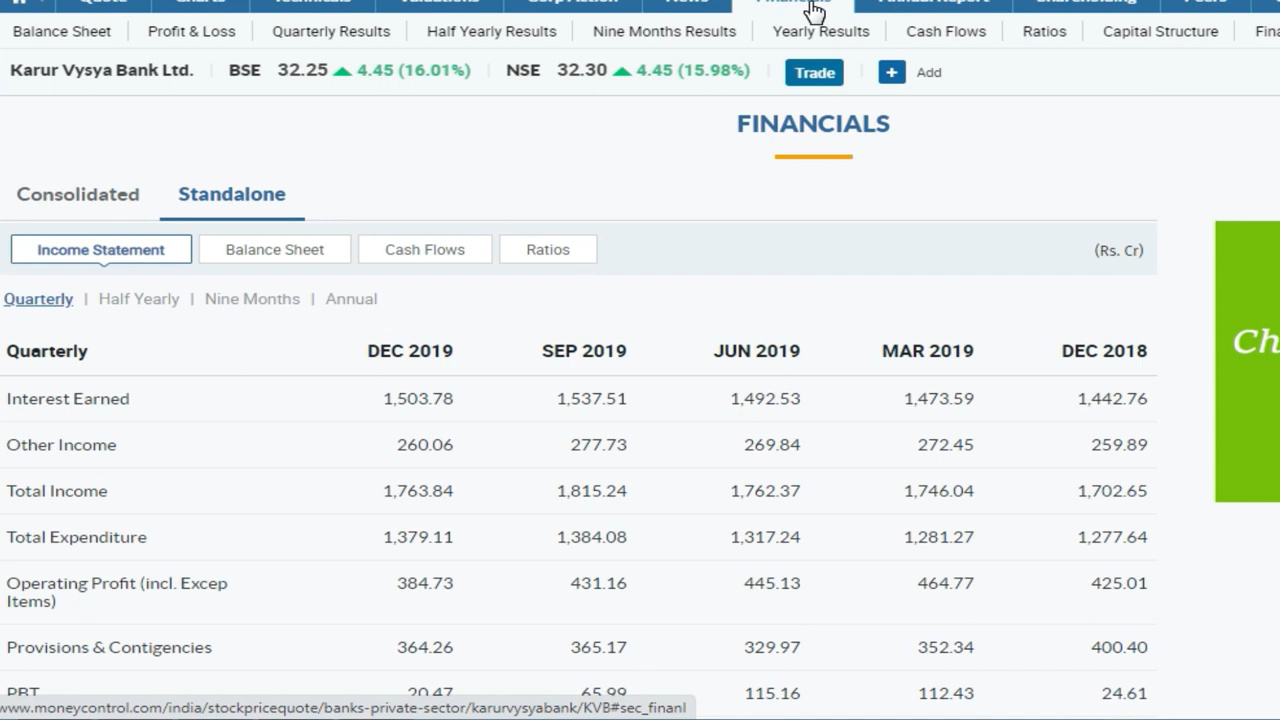 Balance Sheet Profit & Loss Quarterly Results Half Yearly Results Nine Months Results Yearly Results Cash Flows Ratios Capital Structure
Karur Vysya Bank Ltd. BSE 32.25 4.45 (16.01%) NSE 32.30 4.45 (15.98%) Trade + Add
FINANCIALS
Consolidated Standalone
Income Statement Balance Sheet Cash Flows Ratios (Rs. Cr)
Quarterly | Half Yearly | Nine Months | Annual
Quarterly DEC 2019 SEP 2019 JUN 2019 MAR 2019 DEC 2018
Ch
Interest Earned 1,503.78 1,537.51 1,492.53 1,473.59 1,442.76
Other Income 260.06 277.73 269.84 272.45 259.89
Total Income 1,763.84 1,815.24 1,762.37 1,746.04 1,702.65
Total Expenditure 1,379.11 1,384.08 1,317.24 1,281.27 1,277.64
Operating Profit (incl. Excep 384.73 431.16 445.13 464.77 425.01
Items)
Provisions & Contigencies 364.26 365.17 329.97 352.34 400.40
PBT 20.47 65.99 115.16 112.43 24.61
www.moneycontrol.com/india/stockpricequote/banks-private-sector/karurvysyabank/KVB#sec_financ